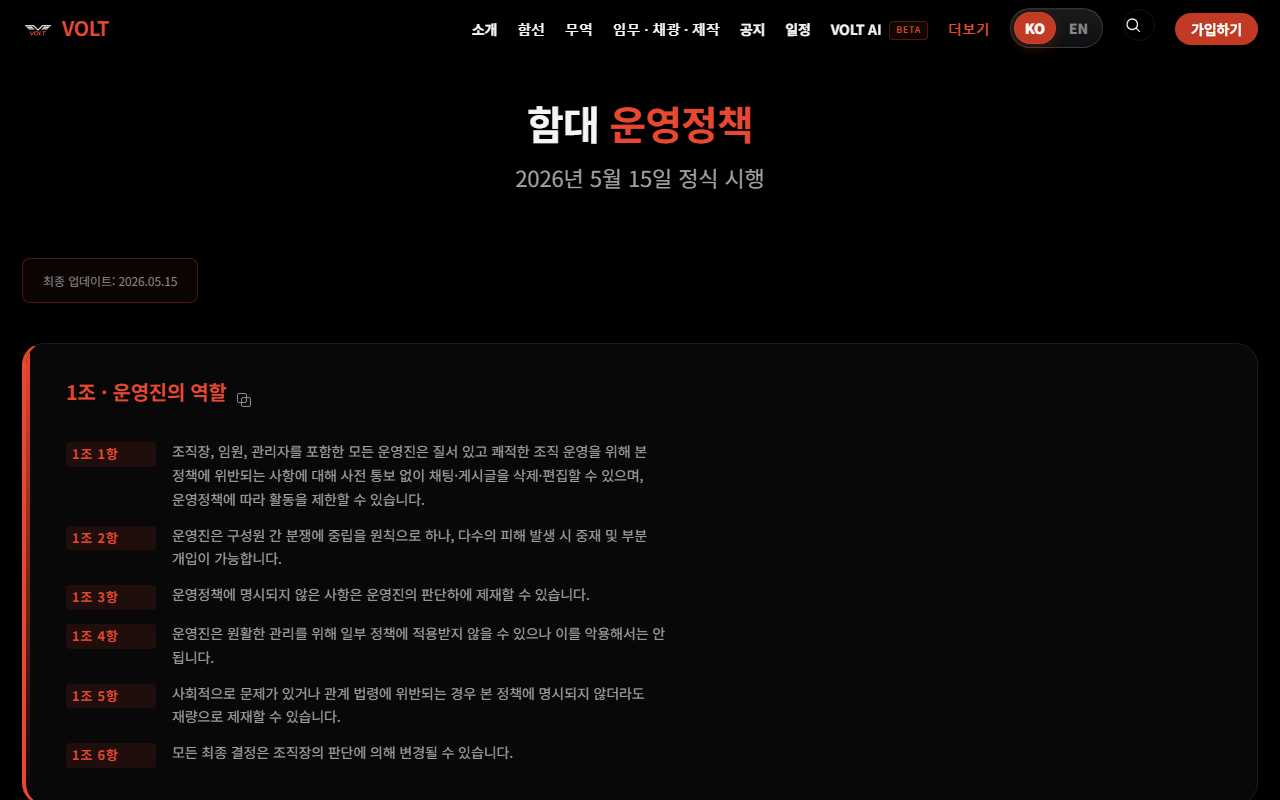 VOLT VOLT 소개 함선 무역 임무 · 채광 · 제작 공지 일정 VOLT AI BETA 더보기 KO EN 가입하기
함대 운영정책
2026년 5월 15일 정식 시행
최종 업데이트: 2026.05.15
1조 · 운영진의 역할
1조 1항 조직장, 임원, 관리자를 포함한 모든 운영진은 질서 있고 쾌적한 조직 운영을 위해 본
정책에 위반되는 사항에 대해 사전 통보 없이 채팅·게시글을 삭제·편집할 수 있으며,
운영정책에 따라 활동을 제한할 수 있습니다.
1조 2항 운영진은 구성원 간 분쟁에 중립을 원칙으로 하나, 다수의 피해 발생 시 중재 및 부분
개입이 가능합니다.
1조 3항 운영정책에 명시되지 않은 사항은 운영진의 판단하에 제재할 수 있습니다.
1조 4항 운영진은 원활한 관리를 위해 일부 정책에 적용받지 않을 수 있으나 이를 악용해서는 안
됩니다.
1조 5항 사회적으로 문제가 있거나 관계 법령에 위반되는 경우 본 정책에 명시되지 않더라도
재량으로 제재할 수 있습니다.
1조 6항 모든 최종 결정은 조직장의 판단에 의해 변경될 수 있습니다.